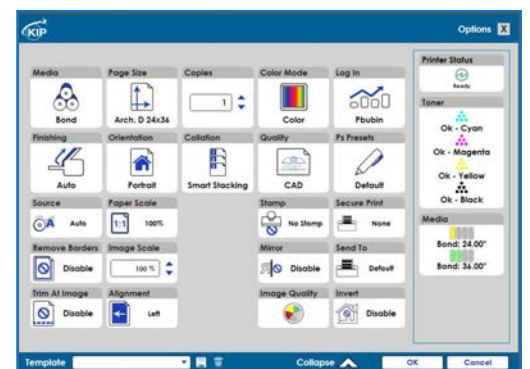 KIP
Options X
Printer Status
Ready
Media
Page Size
Copies
Color Mode
Log In
Bond
Arch. D 24x36
1
Color
Pbubin
Toner
Ok - Cyan
Ok - Magenta
Ok - Yellow
Ok - Black
Finishing
Orientation
Collation
Quality
Ps Presets
Auto
Portrait
Smart Stacking
CAD
Default
Source
Paper Scale
Stamp
Secure Print
A Auto
1:1 100%
No Stamp
None
Media
Bond: 24.00"
Bond: 36.00"
Remove Borders
Image Scale
Mirror
Send To
Disable
100 %
Disable
Default
Trim At Image
Alignment
Image Quality
Invert
Disable
Left
Disable
Template
Collapse
OK
Cancel